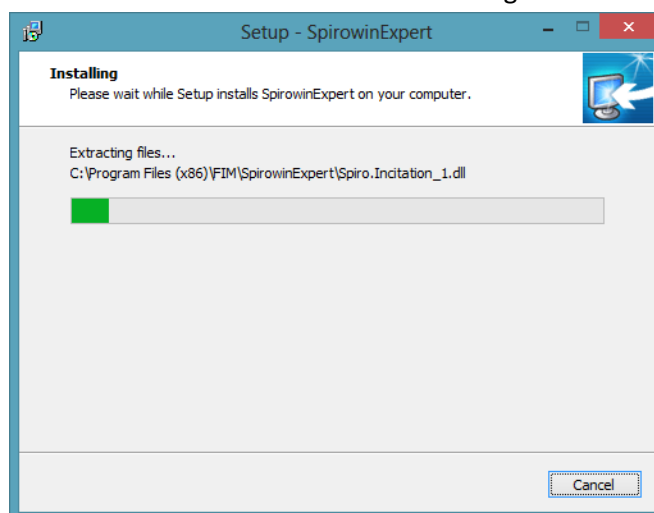 Setup - SpirowinExpert
Installing
Please wait while Setup installs SpirowinExpert on your computer.
Extracting files...
C:\Program Files (x86)\FIM\SpirowinExpert\Spiro.Incitation_1.dll
Cancel